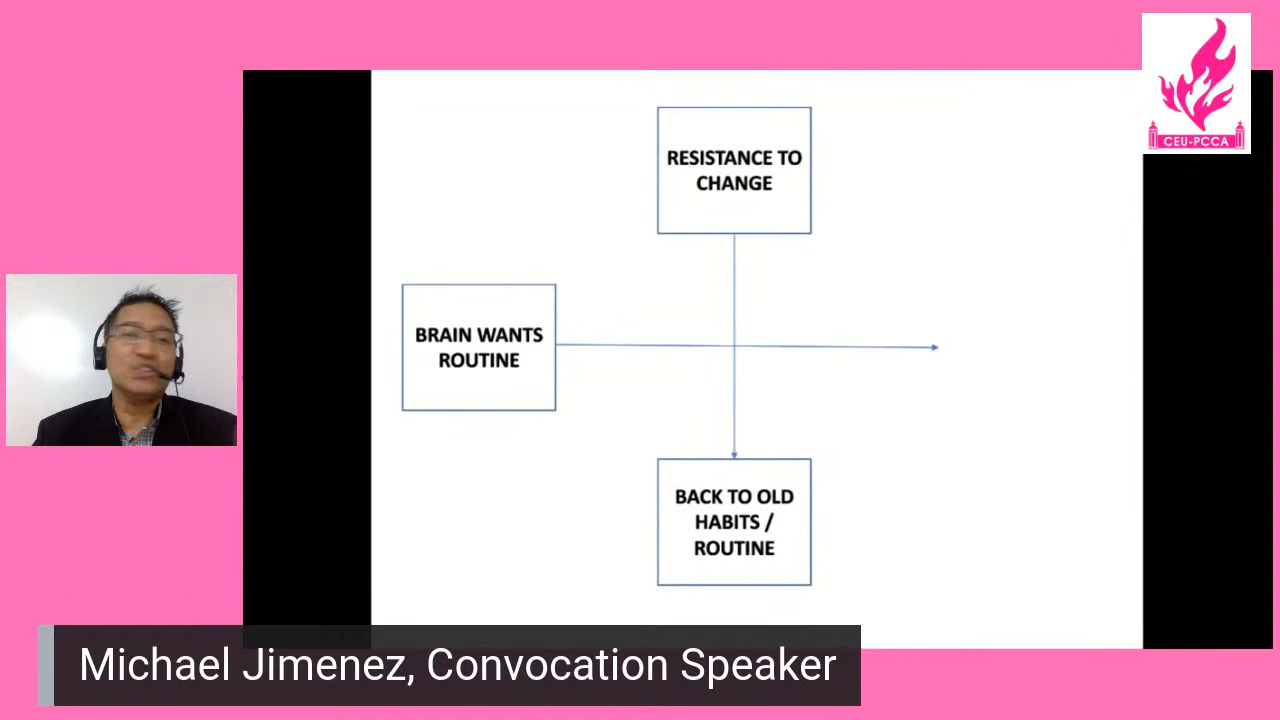 CEU-PCCA
RESISTANCE TO
CHANGE
BRAIN WANTS
ROUTINE
BACK TO OLD
HABITS /
ROUTINE
Michael Jimenez, Convocation Speaker